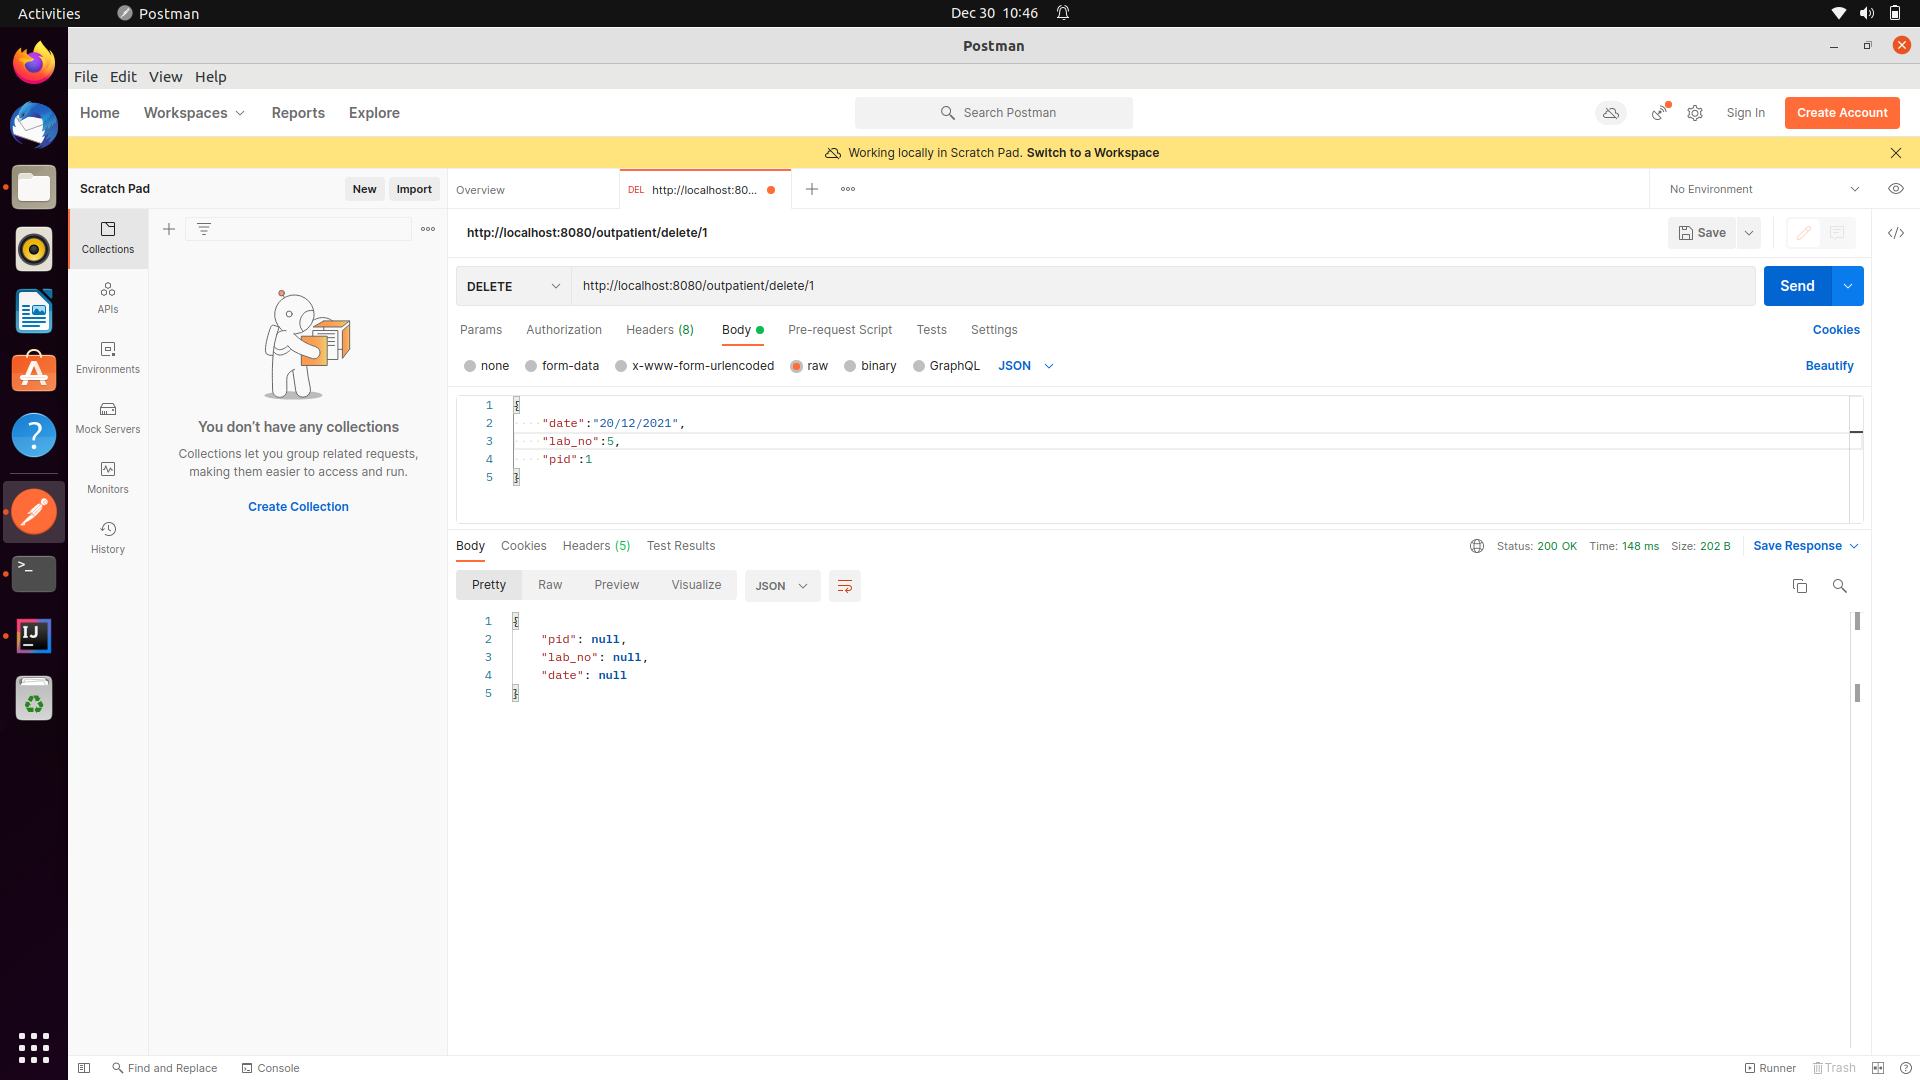 Activities
Postman
Dec 30 10:46
Postman
File Edit View Help
Home Workspaces Reports Explore
Search Postman
Sign In
Create Account
Working locally in Scratch Pad. Switch to a Workspace
Scratch Pad
New
Import
Overview
DEL http://localhost:80...
No Environment
Collections
APIs
Environments
Mock Servers
Monitors
History
You don't have any collections
Collections let you group related requests,
making them easier to access and run.
Create Collection
http://localhost:8080/outpatient/delete/1
Save
DELETE
http://localhost:8080/outpatient/delete/1
Send
Params Authorization Headers (8) Body Pre-request Script Tests Settings
Cookies
none form-data x-www-form-urlencoded raw binary GraphQL JSON
Beautify
1 {
2 "date":"20/12/2021",
3 "lab_no":5,
4 "pid":1
5 }
Body Cookies Headers (5) Test Results
Status: 200 OK Time: 148 ms Size: 202 B
Save Response
Pretty Raw Preview Visualize JSON
1 {
2 "pid": null,
3 "lab_no": null,
4 "date": null
5 }
Find and Replace
Console
Runner
Trash